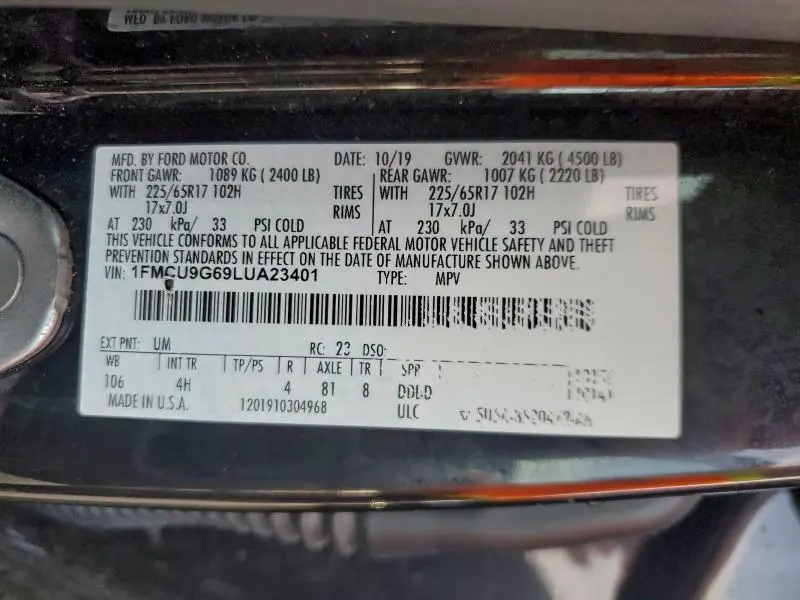 MFD. BY FORD MOTOR CO. DATE: 10/19 GVWR: 2041 KG ( 4500 LB)
FRONT GAWR: 1089 KG ( 2400 LB) REAR GAWR: 1007 KG ( 2220 LB)
WITH 225/65R17 102H TIRES WITH 225/65R17 102H TIRES
17x7.0J RIMS 17x7.0J RIMS
AT 230 kPa/ 33 PSI COLD AT 230 kPa/ 33 PSI COLD
THIS VEHICLE CONFORMS TO ALL APPLICABLE FEDERAL MOTOR VEHICLE SAFETY AND THEFT
PREVENTION STANDARDS IN EFFECT ON THE DATE OF MANUFACTURE SHOWN ABOVE.
VIN: 1FMCU9G69LUA23401 TYPE: MPV
EXT PNT: UM RC: 23 DSO:
WB INT TR TP/PS R AXLE TR SPR
106 4H 4 81 8
MADE IN U.S.A. 1201910304968 ULC